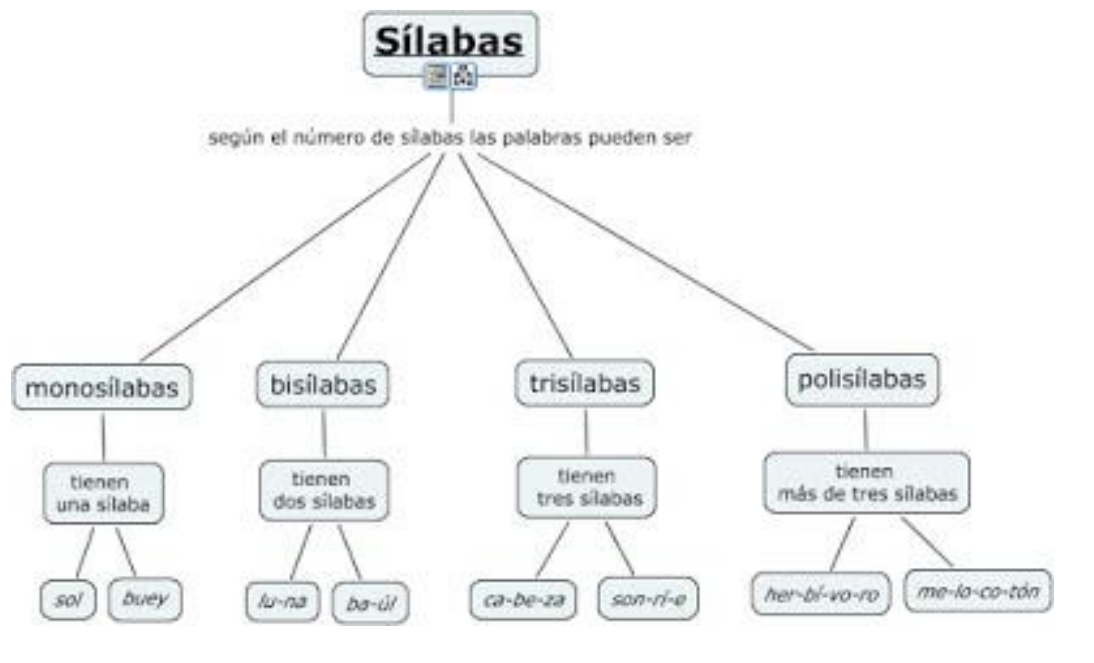 Sílabas
según el número de sílabas las palabras pueden ser
monosílabas
bisílabas
trisílabas
polisílabas
tienen
una sílaba
tienen
dos sílabas
tienen
tres sílabas
tienen
más de tres sílabas
sol
buey
lu-na
ba-úl
ca-be-za
son-rí-e
her-bí-vo-ro
me-lo-co-tón